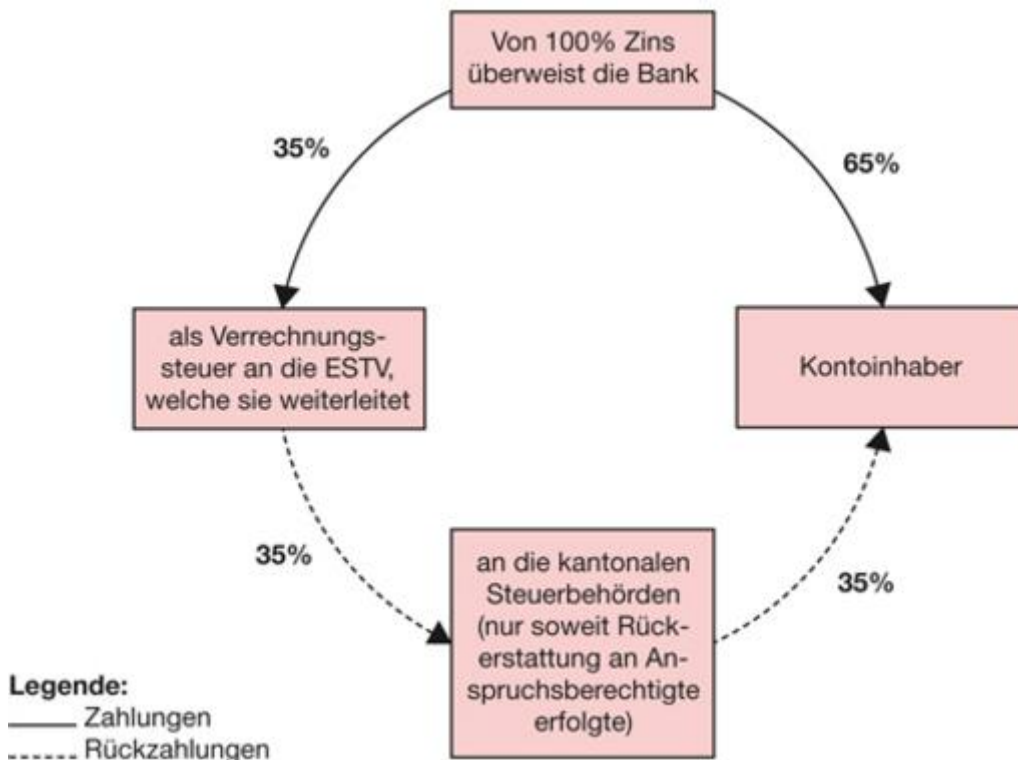 Von 100% Zins
überweist die Bank
35%
65%
als Verrechnungs-
steuer an die ESTV,
welche sie weiterleitet
Kontoinhaber
35%
35%
an die kantonalen
Steuerbehörden
(nur soweit Rück-
erstattung an An-
spruchsberechtigte
erfolgte)
Legende:
Zahlungen
Rückzahlungen